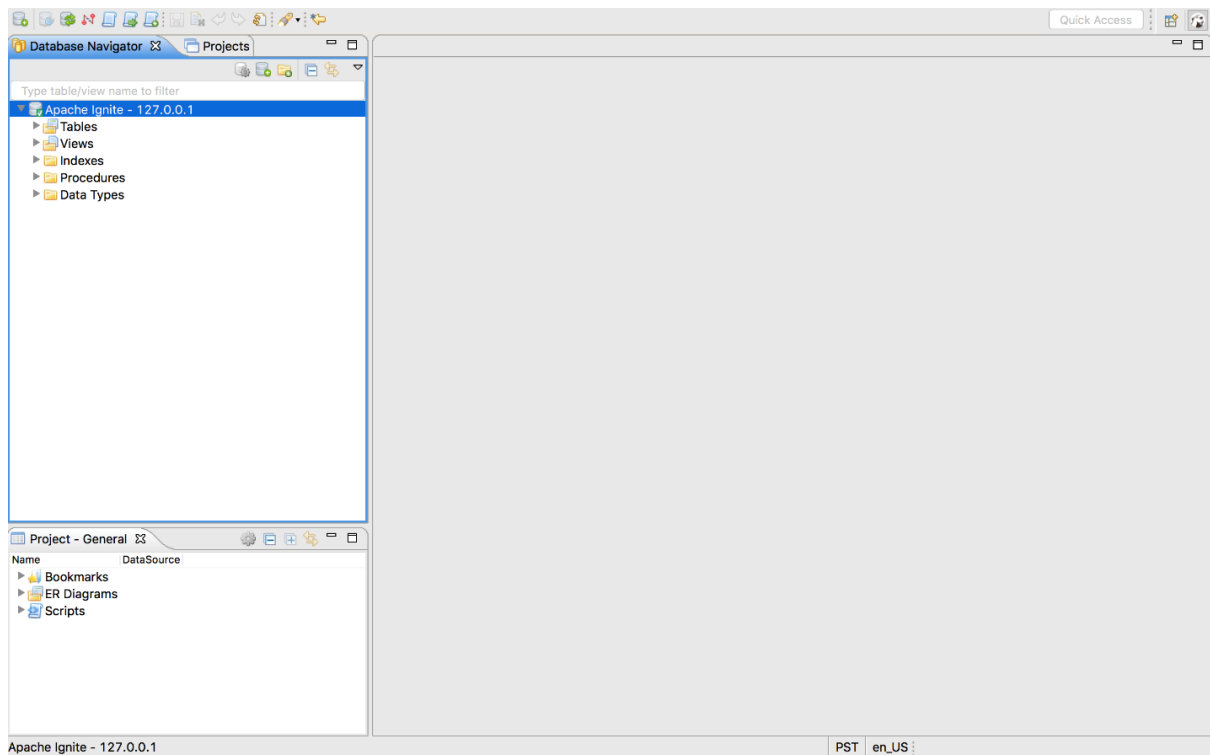 Quick Access
Database Navigator Projects
Type table/view name to filter
Apache Ignite - 127.0.0.1
Tables
Views
Indexes
Procedures
Data Types
Project - General
Name DataSource
Bookmarks
ER Diagrams
Scripts
Apache Ignite - 127.0.0.1 PST en_US